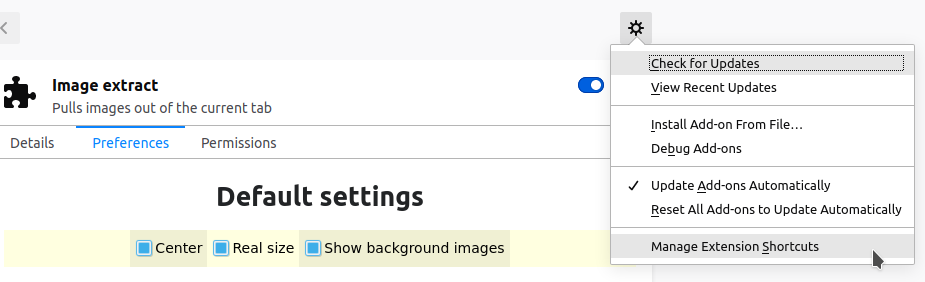 Image extract
Pulls images out of the current tab
Details Preferences Permissions
Default settings
Center Real size Show background images
Check for Updates
View Recent Updates
Install Add-on From File…
Debug Add-ons
✓ Update Add-ons Automatically
Reset All Add-ons to Update Automatically
Manage Extension Shortcuts